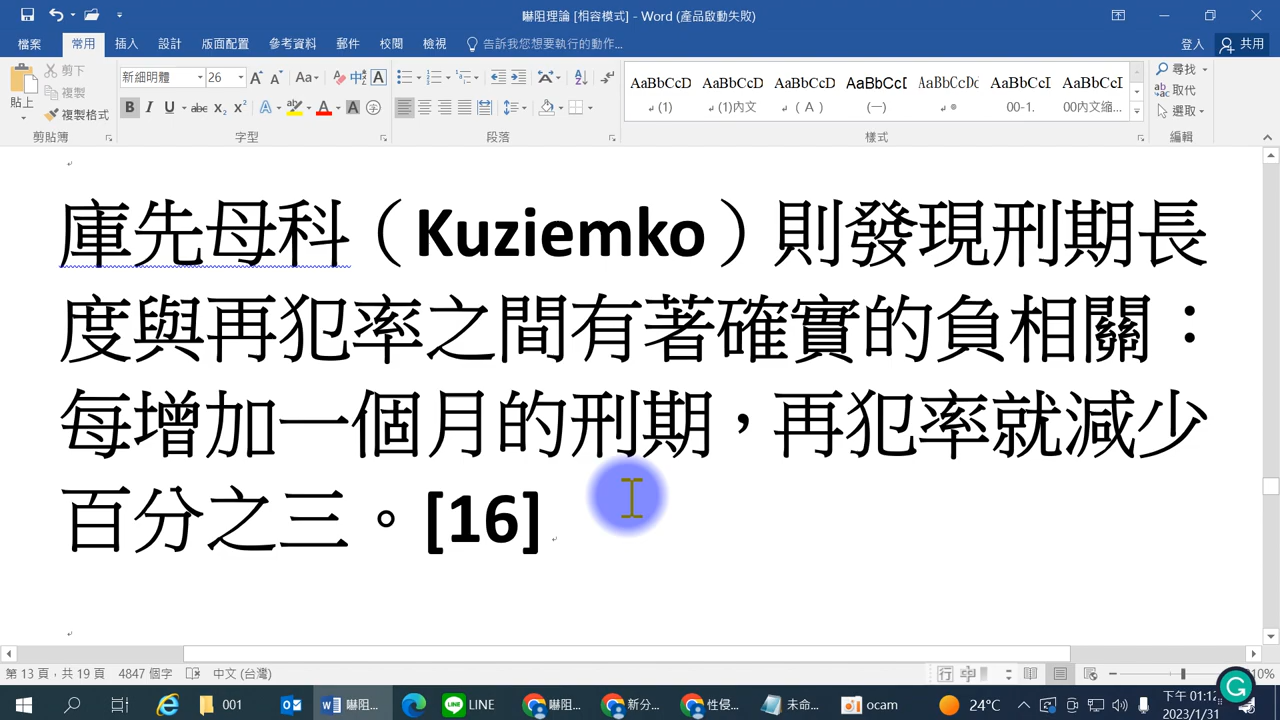 嚇阻理論 [相容模式] - Word (產品啟動失敗)
檔案 常用 插入 設計 版面配置 參考資料 郵件 校閱 檢視 告訴我您想要執行的動作... 登入 共用
貼上 剪下 複製 複製格式
新細明體 26
AaBbCcD AaBbCcD AaBbCcD AaBbCcI AaBbCcDc AaBbCcD AaBbCcI
(1) (1)內文 (A) (一) 00-1. 00內文縮...
尋找 取代 選取
剪貼簿 字型 段落 樣式 編輯
庫先母科（Kuziemko）則發現刑期長
度與再犯率之間有著確實的負相關：
每增加一個月的刑期，再犯率就減少
百分之三。[16]
第 13 頁，共 19 頁 4847 個字 中文 (台灣)
001 嚇阻... LINE 嚇阻... 新分... 性侵... 未命... ocam 24°C 下午 01:12
2023/1/31